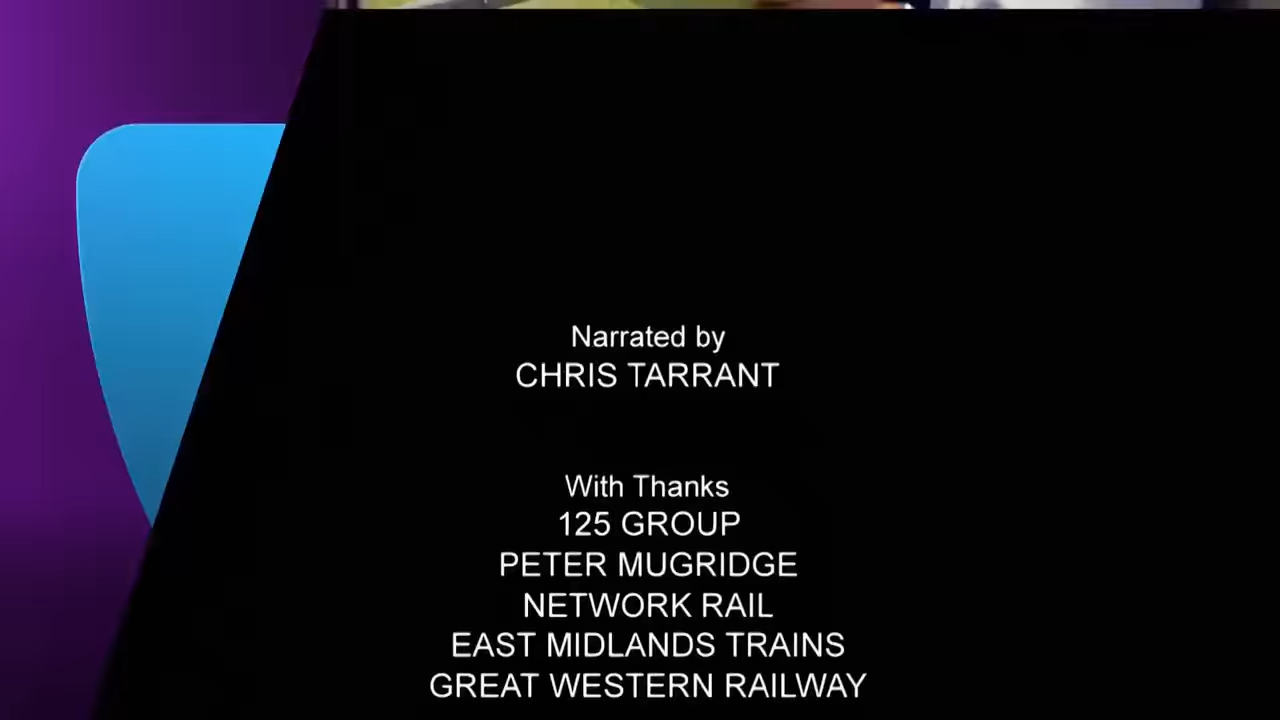 Narrated by
CHRIS TARRANT
With Thanks
125 GROUP
PETER MUGRIDGE
NETWORK RAIL
EAST MIDLANDS TRAINS
GREAT WESTERN RAILWAY